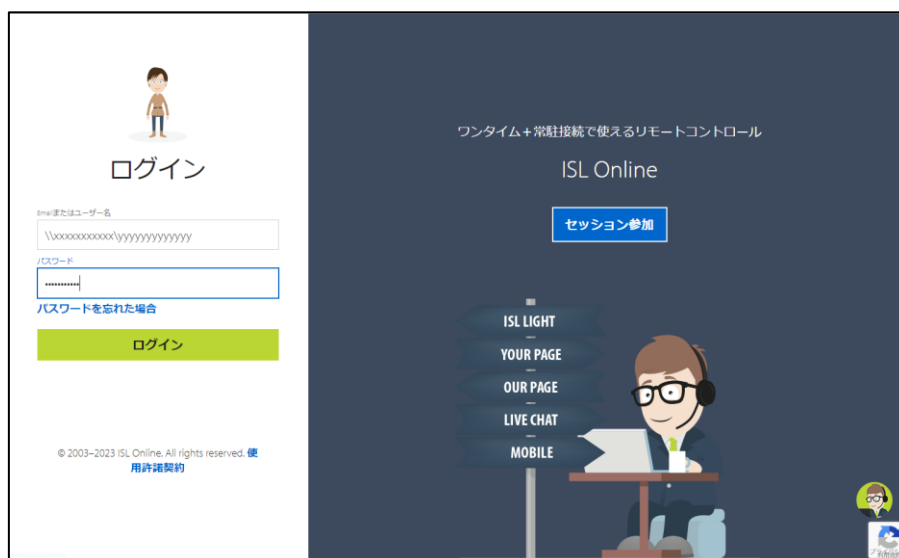 ログイン
Emailまたはユーザー名
\\xxxxxxxxxxx\yyyyyyyyyyyyy
パスワード
•••••••••••
パスワードを忘れた場合
ログイン
© 2003–2023 ISL Online. All rights reserved. 使
用許諾契約
ワンタイム+常駐接続で使えるリモートコントロール
ISL Online
セッション参加
ISL LIGHT
YOUR PAGE
OUR PAGE
LIVE CHAT
MOBILE